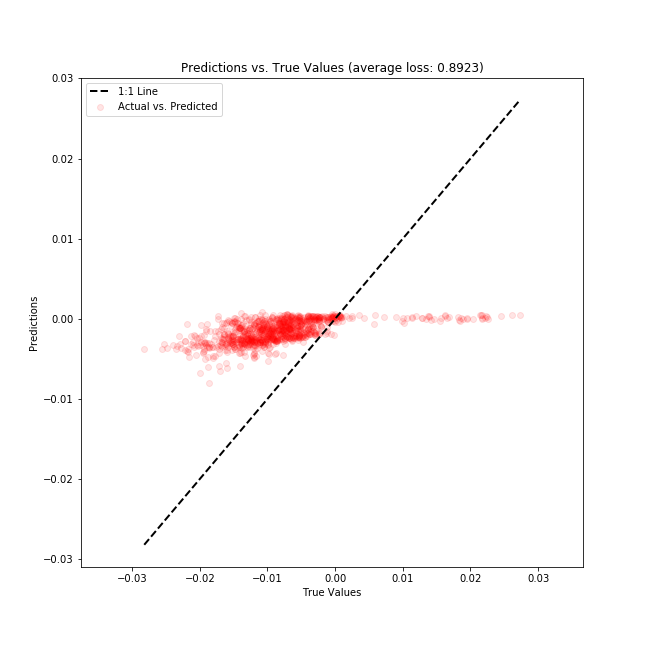 Predictions vs. True Values (average loss: 0.8923)
1:1 Line
Actual vs. Predicted
0.03
0.02
0.01
0.00
−0.01
−0.02
−0.03
Predictions
−0.03 −0.02 −0.01 0.00 0.01 0.02 0.03
True Values